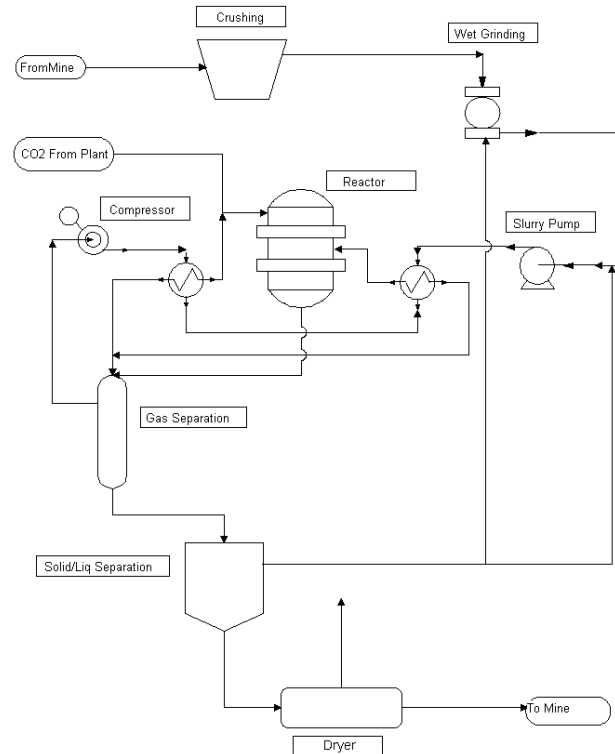 Crushing
Wet Grinding
FromMine
CO2 From Plant
Reactor
Compressor
Slurry Pump
Gas Separation
Solid/Liq Separation
To Mine
Dryer